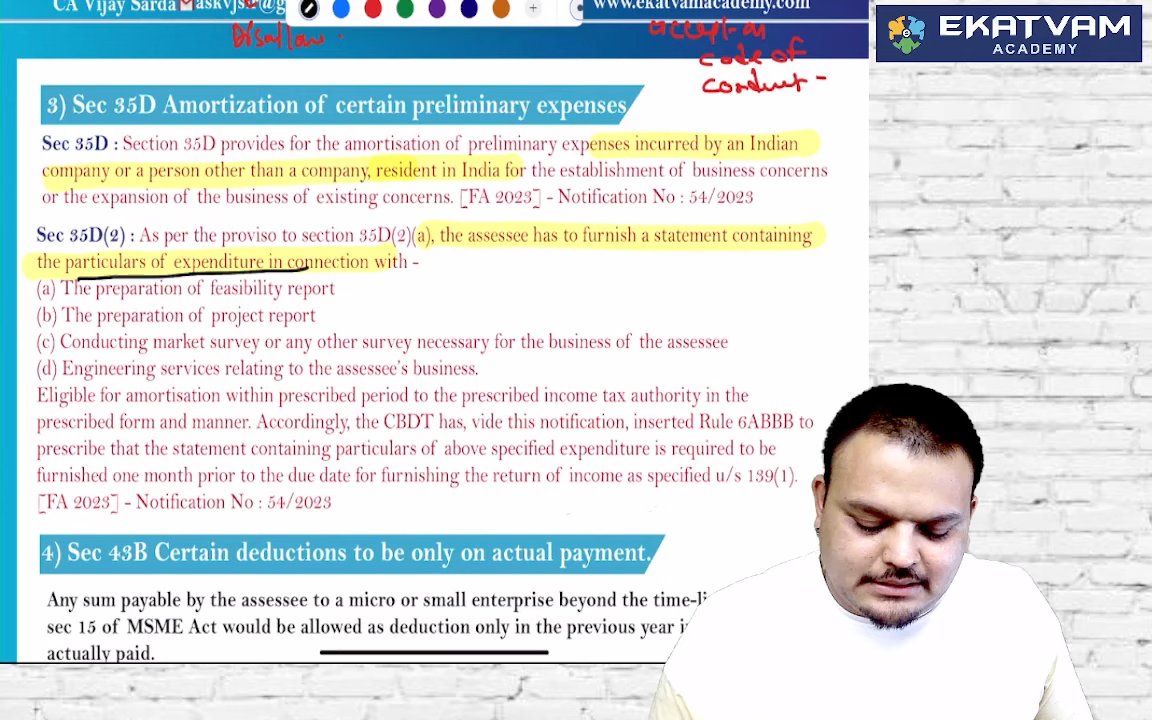 CA Vijay Sarda askvjs@g
www.ekatvamacademy.com
EKATVAM
ACADEMY
Disallow.
accept an
code of
conduct -
3) Sec 35D Amortization of certain preliminary expenses
Sec 35D : Section 35D provides for the amortisation of preliminary expenses incurred by an Indian
company or a person other than a company, resident in India for the establishment of business concerns
or the expansion of the business of existing concerns. [FA 2023] - Notification No : 54/2023
Sec 35D(2) : As per the proviso to section 35D(2)(a), the assessee has to furnish a statement containing
the particulars of expenditure in connection with -
(a) The preparation of feasibility report
(b) The preparation of project report
(c) Conducting market survey or any other survey necessary for the business of the assessee
(d) Engineering services relating to the assessee's business.
Eligible for amortisation within prescribed period to the prescribed income tax authority in the
prescribed form and manner. Accordingly, the CBDT has, vide this notification, inserted Rule 6ABBB to
prescribe that the statement containing particulars of above specified expenditure is required to be
furnished one month prior to the due date for furnishing the return of income as specified u/s 139(1).
[FA 2023] - Notification No : 54/2023
4) Sec 43B Certain deductions to be only on actual payment.
Any sum payable by the assessee to a micro or small enterprise beyond the time-li
sec 15 of MSME Act would be allowed as deduction only in the previous year i
actually paid.